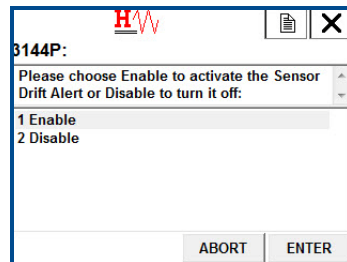 H
3144P:
Please choose Enable to activate the Sensor
Drift Alert or Disable to turn it off:
1 Enable
2 Disable
ABORT ENTER